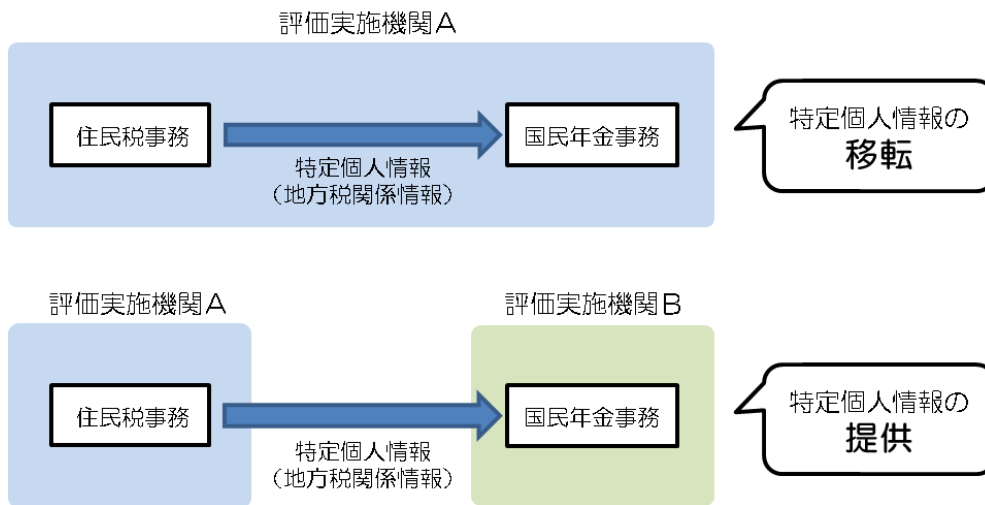 評価実施機関A
住民税事務
国民年金事務
特定個人情報
(地方税関係情報)
特定個人情報の
移転
評価実施機関A
評価実施機関B
住民税事務
国民年金事務
特定個人情報
(地方税関係情報)
特定個人情報の
提供